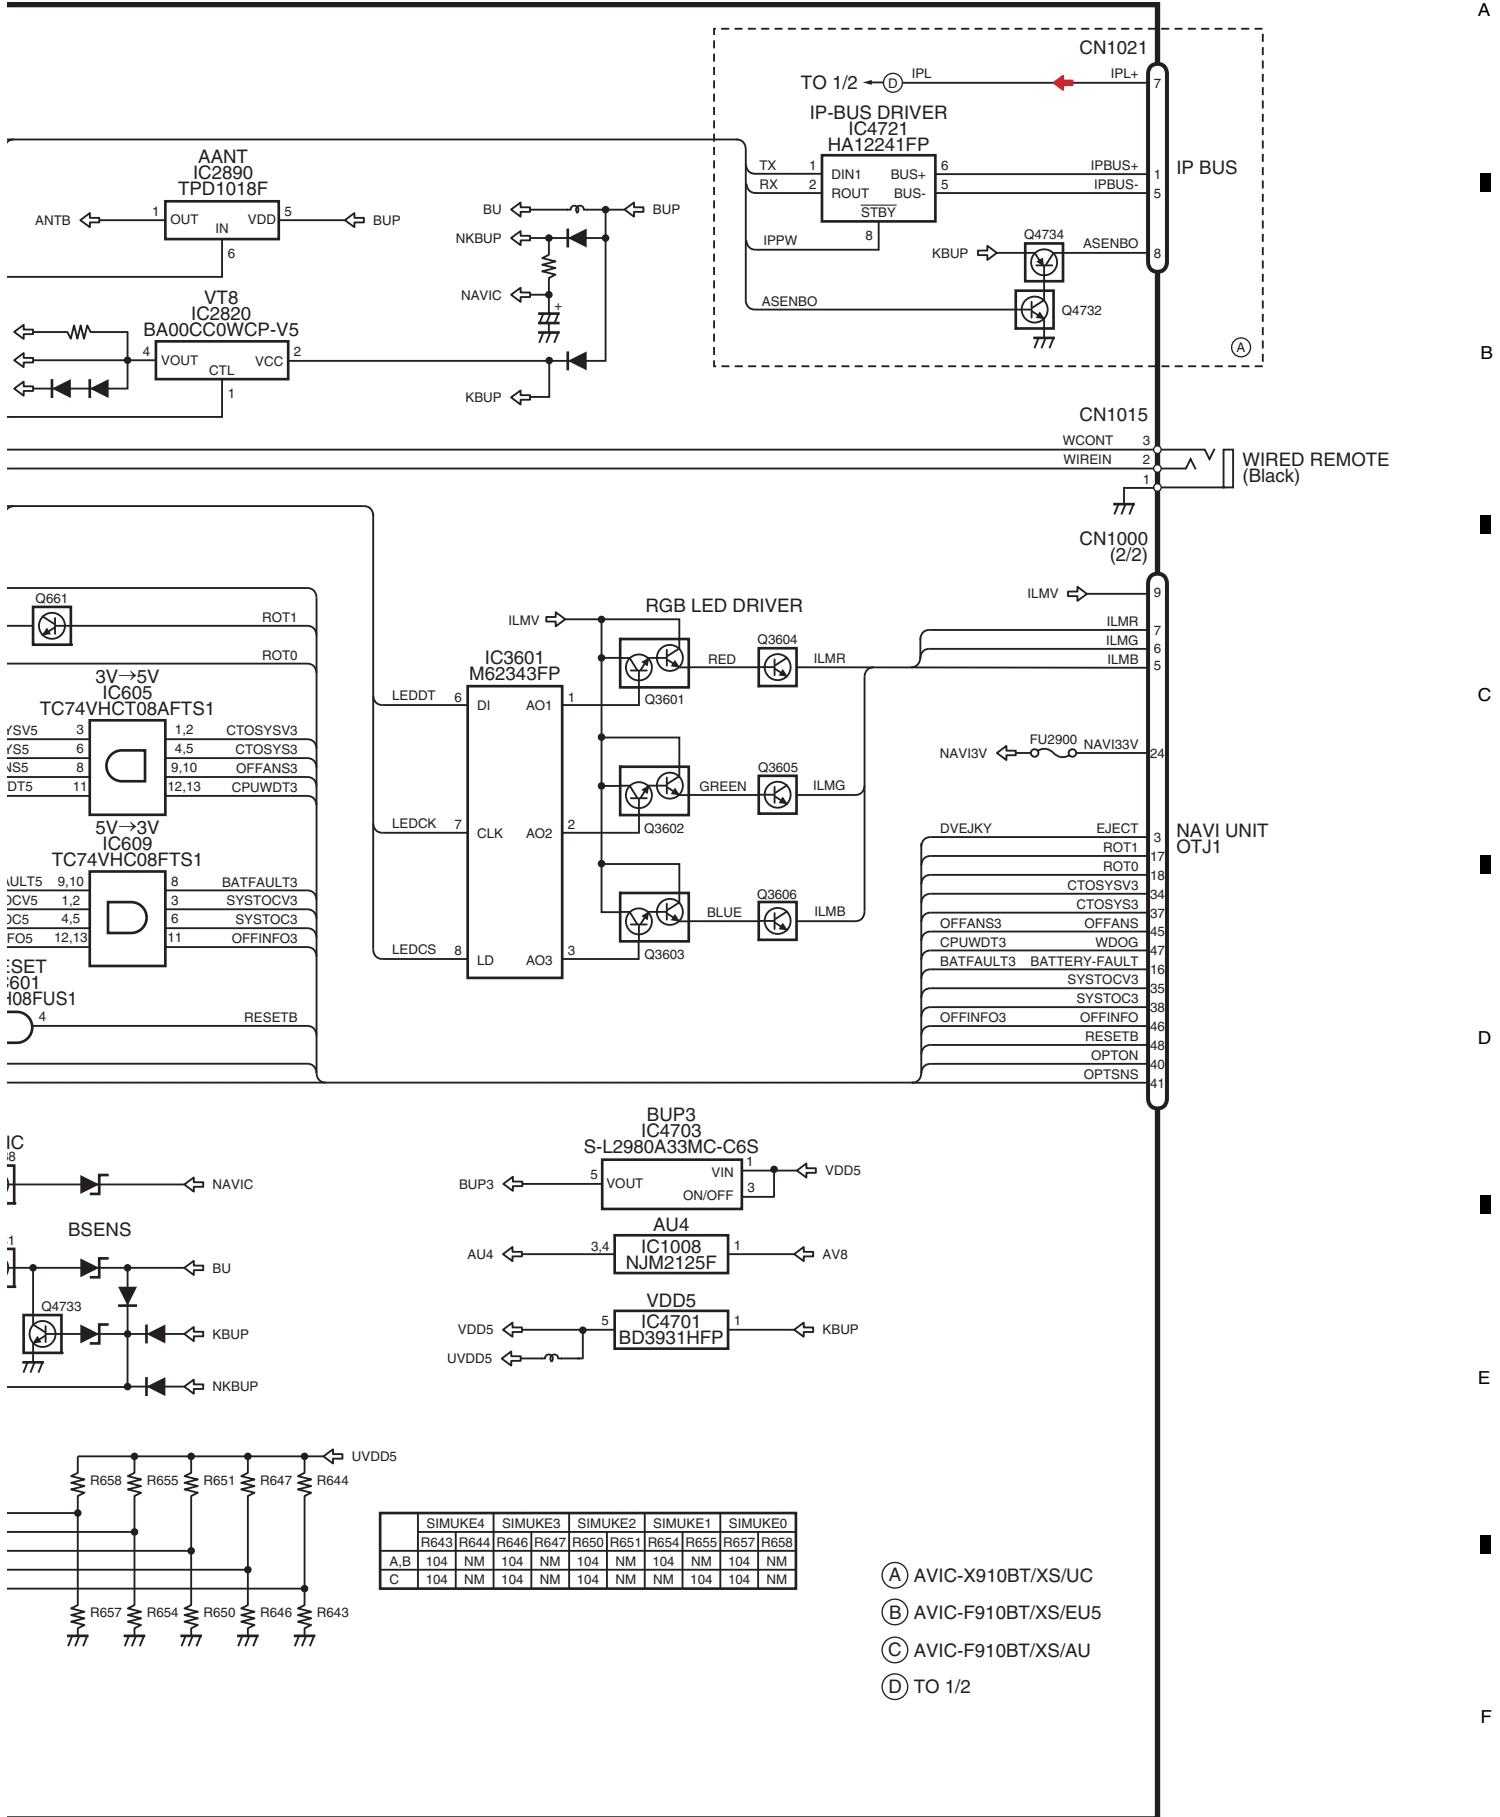 A
CN1021
TO 1/2
D
IPL
IPL+
7
IP-BUS DRIVER
IC4721
HA12241FP
TX 1 DIN1 BUS+ 6 IPBUS+ 1
RX 2 ROUT BUS- 5 IPBUS- 5
IP BUS
STBY
8
IPPW
KBUP
Q4734
ASENBO
8
ASENBO
Q4732
A
AANT
IC2890
TPD1018F
ANTB 1 OUT VDD 5 BUP
IN
6
BU
BUP
NKBUP
NAVIC
+
KBUP
VT8
IC2820
BA00CC0WCP-V5
4 VOUT VCC 2
CTL
1
B
CN1015
WCONT 3
WIREIN 2
1
WIRED REMOTE
(Black)
CN1000
(2/2)
ILMV 9
ILMR 7
ILMG 6
ILMB 5
Q661
ROT1
ROT0
3V→5V
IC605
TC74VHCT08AFTS1
YSV5 3 1,2 CTOSYSV3
YS5 6 4,5 CTOSYS3
NS5 8 9,10 OFFANS3
DT5 11 12,13 CPUWDT3
5V→3V
IC609
TC74VHC08FTS1
AULT5 9,10 8 BATFAULT3
OCV5 1,2 3 SYSTOCV3
OC5 4,5 6 SYSTOC3
FO5 12,13 11 OFFINFO3
ESET
601
H08FUS1
4
RESETB
ILMV
RGB LED DRIVER
IC3601
M62343FP
LEDDT 6 DI AO1 1
LEDCK 7 CLK AO2 2
LEDCS 8 LD AO3 3
Q3601
RED
Q3604
ILMR
Q3602
GREEN
Q3605
ILMG
Q3603
BLUE
Q3606
ILMB
C
NAVI3V FU2900 NAVI33V 24
NAVI UNIT
OTJ1
DVEJKY EJECT 3
ROT1 17
ROT0 18
CTOSYSV3 34
CTOSYS3 37
OFFANS3 OFFANS 45
CPUWDT3 WDOG 47
BATFAULT3 BATTERY-FAULT 16
SYSTOCV3 35
SYSTOC3 38
OFFINFO3 OFFINFO 46
RESETB 48
OPTON 40
OPTSNS 41
D
IC
NAVIC
BSENS
BU
Q4733
KBUP
NKBUP
BUP3
IC4703
S-L2980A33MC-C6S
BUP3 5 VOUT VIN 1 VDD5
ON/OFF 3
AU4
AU4 3,4 IC1008 1 AV8
NJM2125F
VDD5
VDD5 5 IC4701 1 KBUP
BD3931HFP
UVDD5
E
UVDD5
R658 R655 R651 R647 R644
R657 R654 R650 R646 R643
SIMUKE4 SIMUKE3 SIMUKE2 SIMUKE1 SIMUKE0
R643 R644 R646 R647 R650 R651 R654 R655 R657 R658
A,B 104 NM 104 NM 104 NM 104 NM 104 NM
C 104 NM 104 NM 104 NM NM 104 104 NM
A AVIC-X910BT/XS/UC
B AVIC-F910BT/XS/EU5
C AVIC-F910BT/XS/AU
D TO 1/2
F